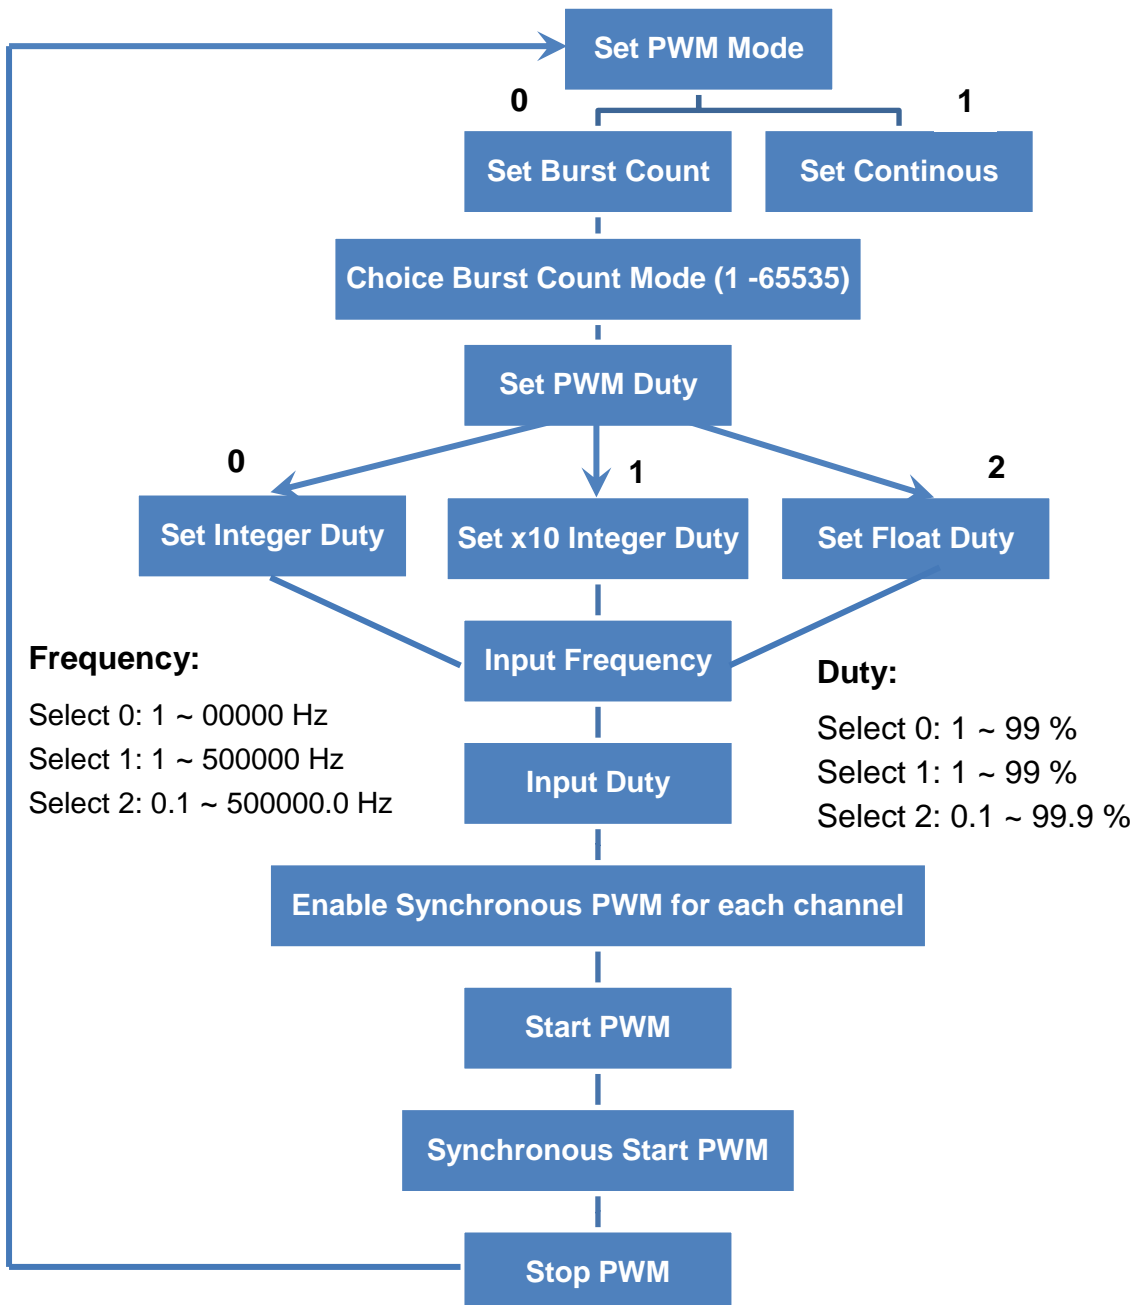 Set PWM Mode
0
1
Set Burst Count
Set Continous
Choice Burst Count Mode (1 -65535)
Set PWM Duty
0
1
2
Set Integer Duty
Set x10 Integer Duty
Set Float Duty
Input Frequency
Frequency:
Select 0: 1 ~ 00000 Hz
Select 1: 1 ~ 500000 Hz
Select 2: 0.1 ~ 500000.0 Hz
Duty:
Select 0: 1 ~ 99 %
Select 1: 1 ~ 99 %
Select 2: 0.1 ~ 99.9 %
Input Duty
Enable Synchronous PWM for each channel
Start PWM
Synchronous Start PWM
Stop PWM